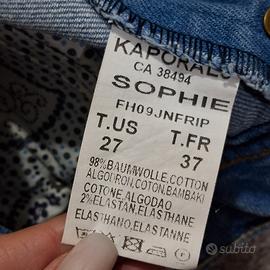 KAPORAL
CA 38494
SOPHIE
FH09JNFRIP
T.US T.FR
27 37
98%BAUMWOLLE,COTTON
ALGODRON,COTON,BAMBAKI
COTONE,ALGODAO
2%ELASTAN,ELASTHANE
ELASTHANO,ELASTANNE
subito